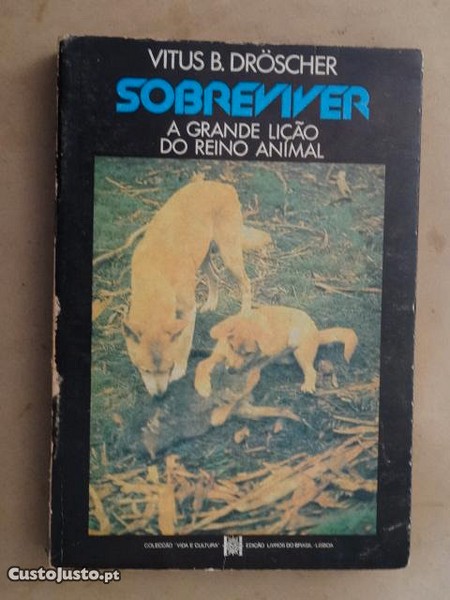 VITUS B. DRÖSCHER
SOBREVIVER
A GRANDE LIÇÃO
DO REINO ANIMAL
COLECÇÃO "VIDA E CULTURA" EDIÇÃO LIVROS DO BRASIL - LISBOA
CustoJusto.pt